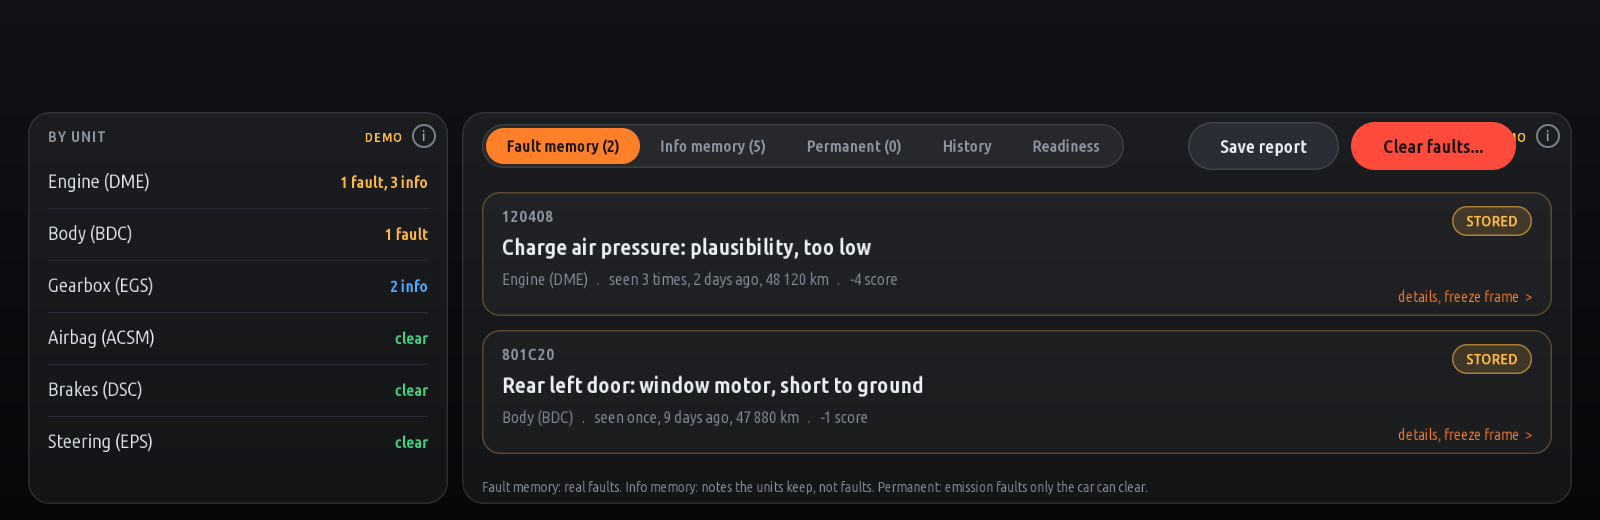 BY UNIT DEMO i
Engine (DME) 1 fault, 3 info
Body (BDC) 1 fault
Gearbox (EGS) 2 info
Airbag (ACSM) clear
Brakes (DSC) clear
Steering (EPS) clear
Fault memory (2) Info memory (5) Permanent (0) History Readiness Save report Clear faults... i
120408 STORED
Charge air pressure: plausibility, too low
Engine (DME) . seen 3 times, 2 days ago, 48 120 km . -4 score
details, freeze frame >
801C20 STORED
Rear left door: window motor, short to ground
Body (BDC) . seen once, 9 days ago, 47 880 km . -1 score
details, freeze frame >
Fault memory: real faults. Info memory: notes the units keep, not faults. Permanent: emission faults only the car can clear.